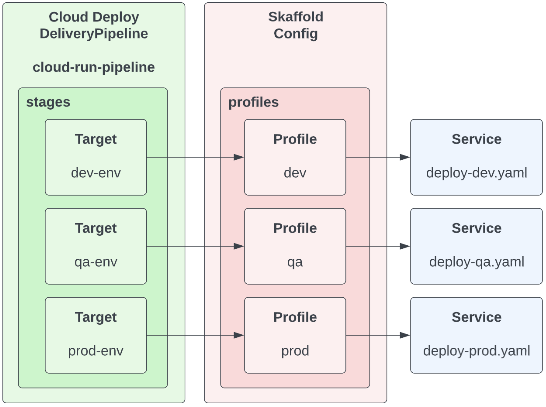 Cloud Deploy
DeliveryPipeline
cloud-run-pipeline
stages
Target
dev-env
Target
qa-env
Target
prod-env
Skaffold
Config
profiles
Profile
dev
Profile
qa
Profile
prod
Service
deploy-dev.yaml
Service
deploy-qa.yaml
Service
deploy-prod.yaml